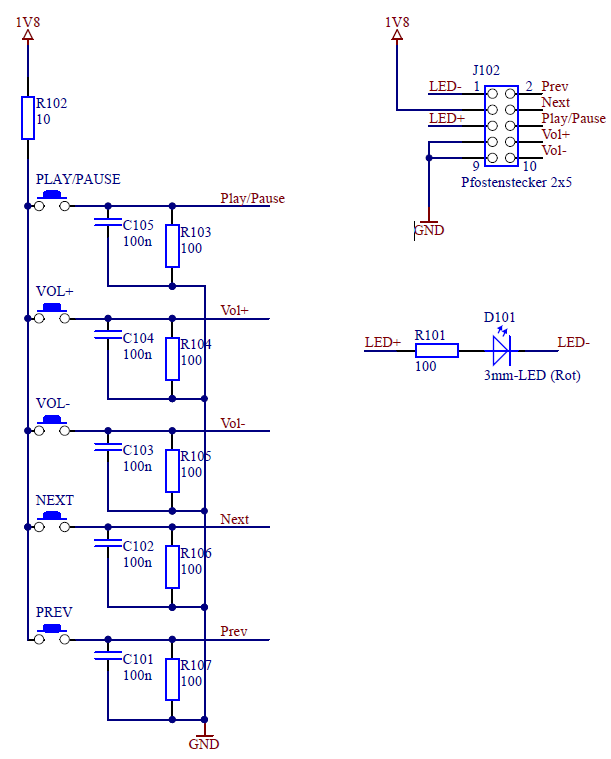 1V8
R102
10
PLAY/PAUSE
Play/Pause
C105
100n
R103
100
VOL+
Vol+
C104
100n
R104
100
VOL-
Vol-
C103
100n
R105
100
NEXT
Next
C102
100n
R106
100
PREV
Prev
C101
100n
R107
100
GND
1V8
J102
LED- 1 2 Prev
Next
LED+ Play/Pause
Vol+
Vol-
9 10
Pfostenstecker 2x5
GND
D101
LED+ R101 LED-
100
3mm-LED (Rot)